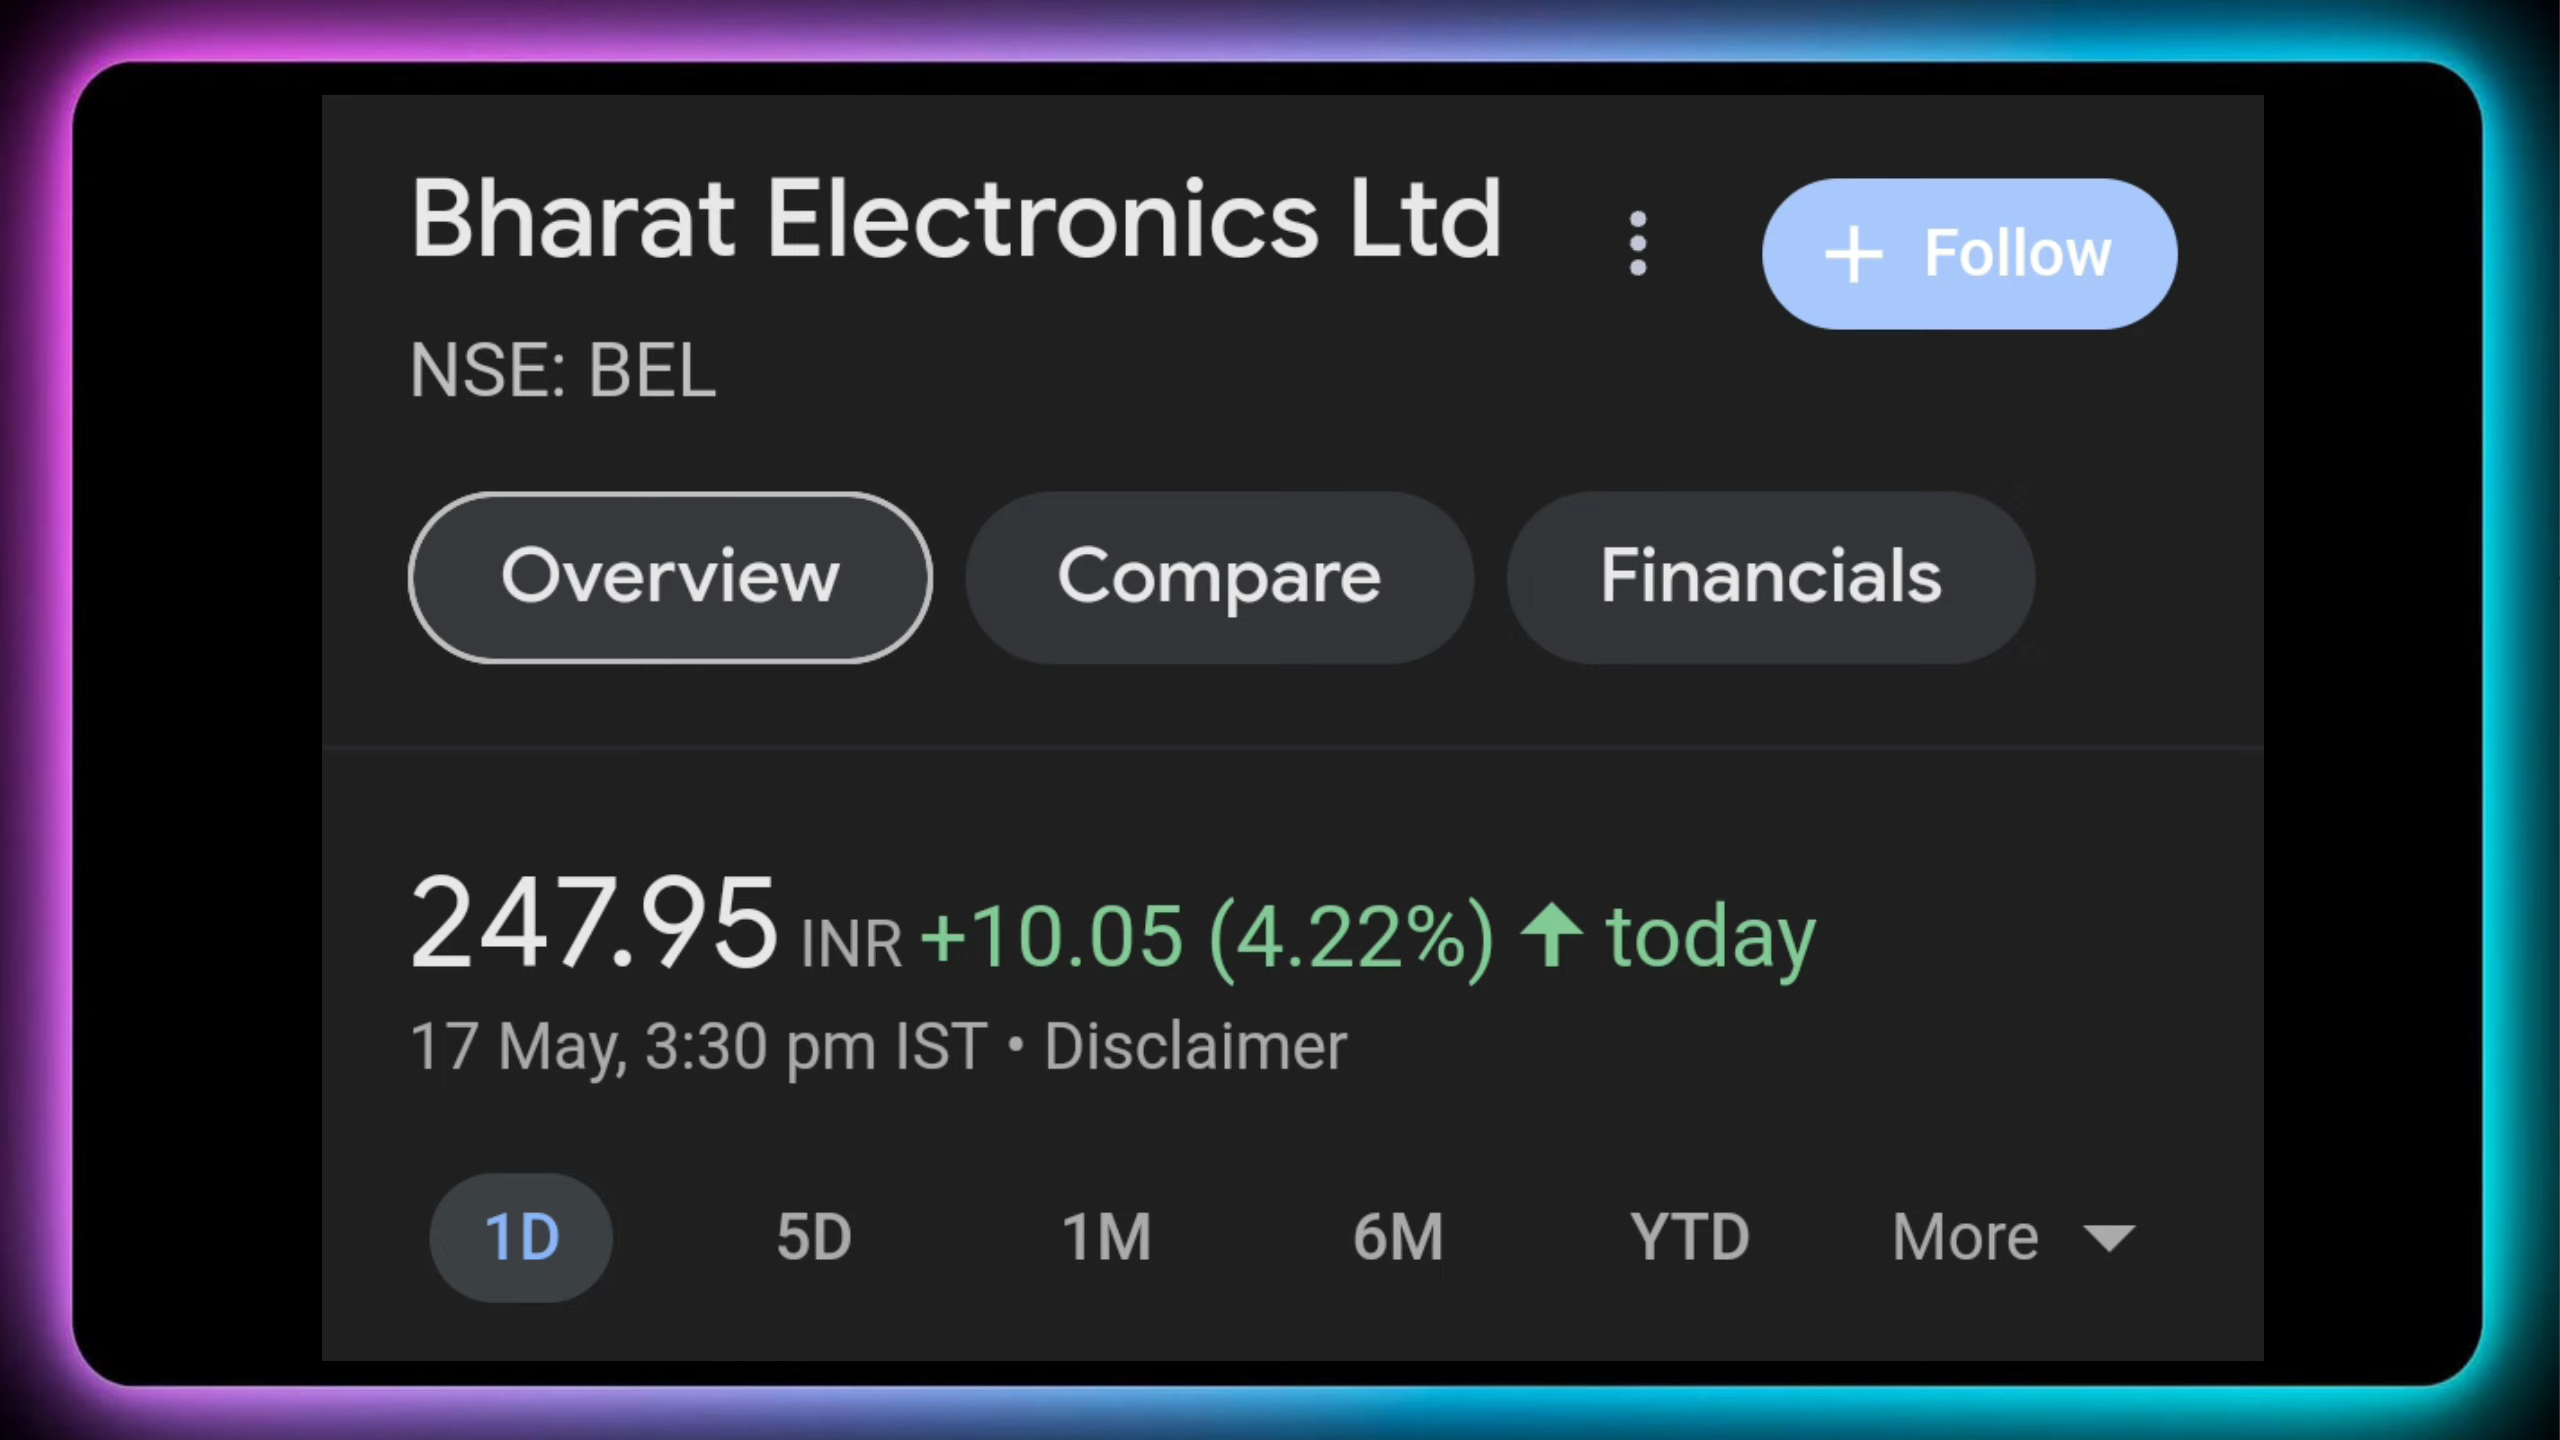 Bharat Electronics Ltd
+ Follow
NSE: BEL
Overview Compare Financials
247.95 INR +10.05 (4.22%) ↑ today
17 May, 3:30 pm IST • Disclaimer
1D 5D 1M 6M YTD More